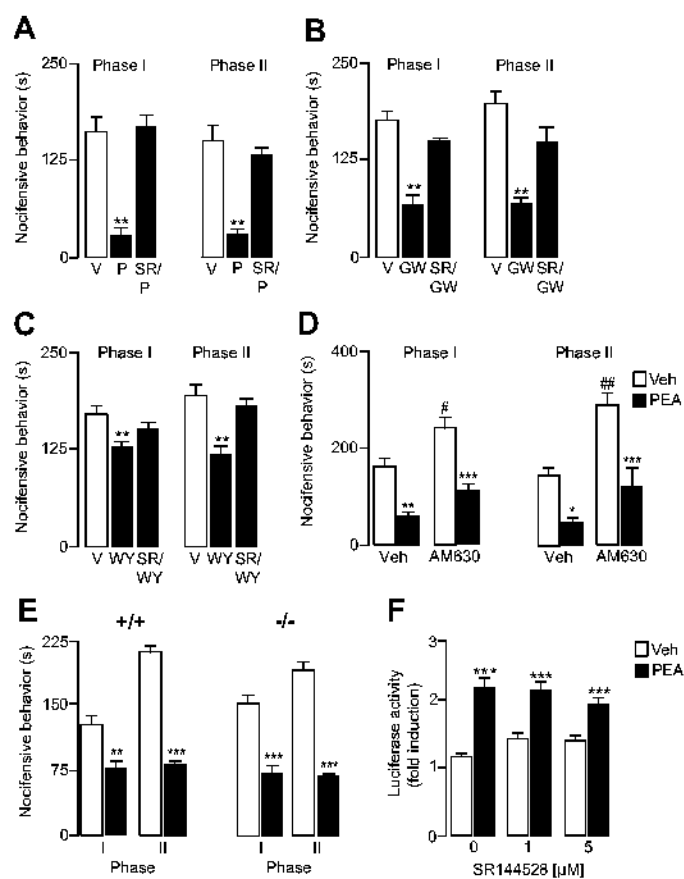 A
Phase I
Phase II
Nocifensive behavior (s)
250
125
0
**
**
V P SR/ P
V P SR/ P
B
Phase I
Phase II
Nocifensive behavior (s)
250
125
0
**
**
V GW SR/ GW
V GW SR/ GW
C
Phase I
Phase II
Nocifensive behavior (s)
250
125
0
**
**
V WY SR/ WY
V WY SR/ WY
D
Phase I
Phase II
Nocifensive behavior (s)
400
200
0
**
#
***
*
##
***
Veh AM630
Veh AM630
Veh
PEA
E
+/+
-/-
Nocifensive behavior (s)
225
150
75
0
**
***
***
***
I II
I II
Phase
Phase
F
Luciferase activity
(fold induction)
3
2
1
0
***
***
***
0 1 5
SR144528 [µM]
Veh
PEA